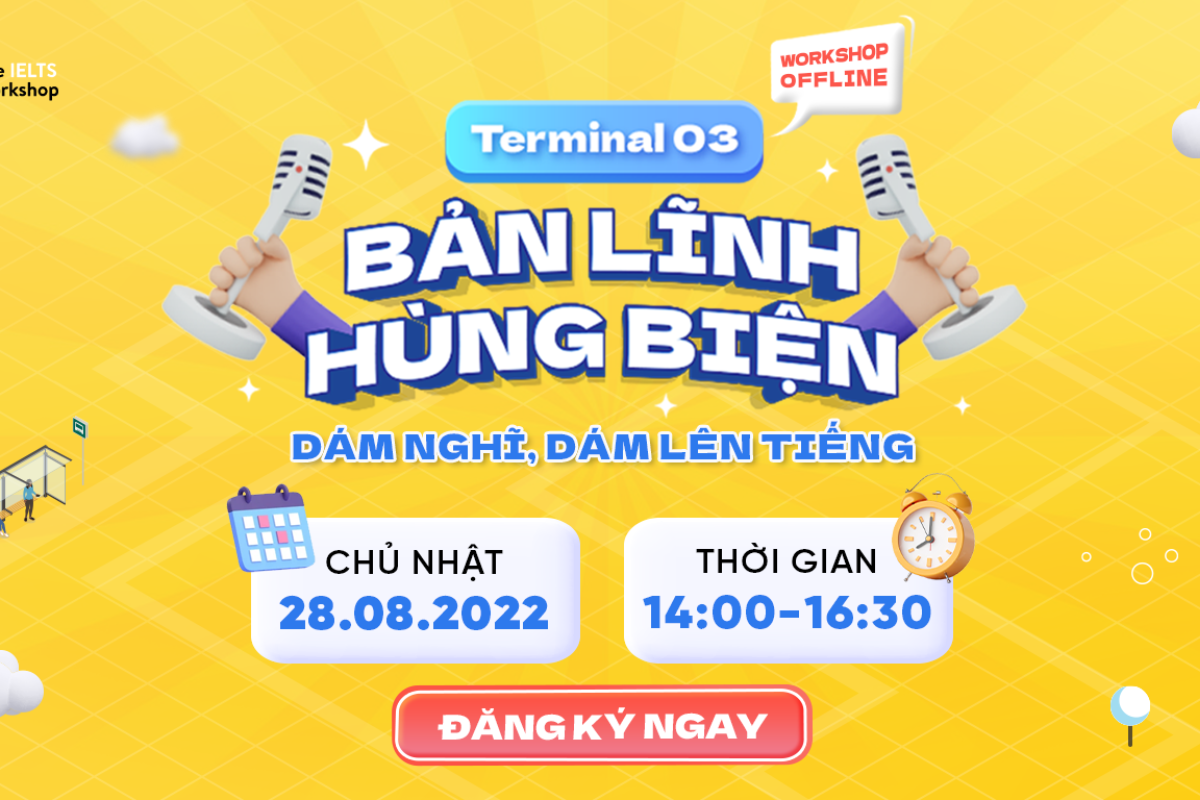 IELTS
WORKSHOP
OFFLINE
Terminal 03
BẢN LĨNH
HÙNG BIỆN
DÁM NGHĨ, DÁM LÊN TIẾNG
CHỦ NHẬT
28.08.2022
THỜI GIAN
14:00-16:30
ĐĂNG KÝ NGAY